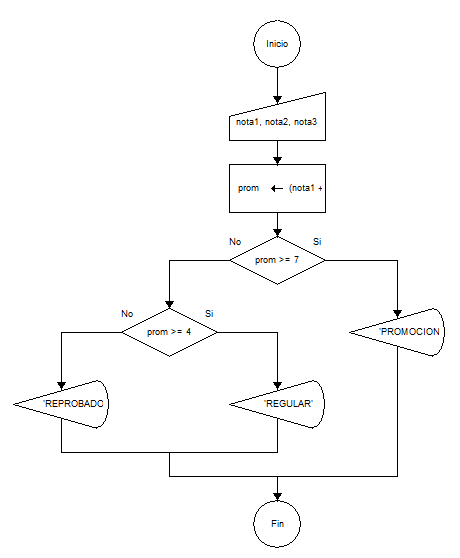 Inicio
nota1, nota2, nota3
prom ← (nota1 +
No
Si
prom >= 7
No
Si
prom >= 4
'PROMOCION
'REPROBADO
'REGULAR'
Fin